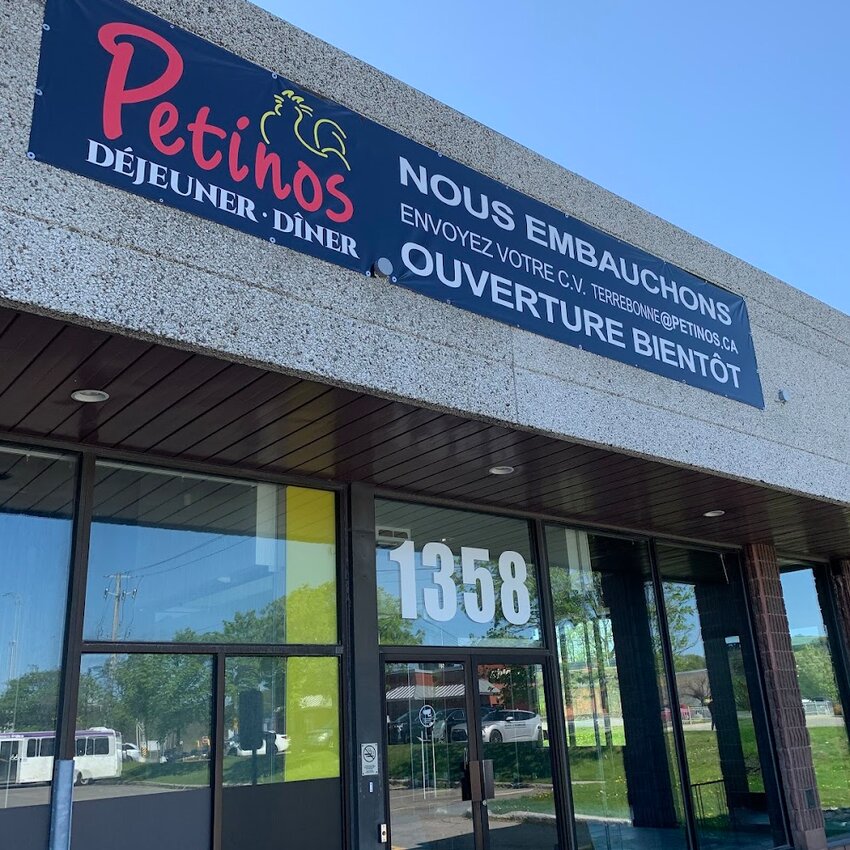 Petinos
DÉJEUNER · DÎNER
NOUS EMBAUCHONS
ENVOYEZ VOTRE C.V. TERREBONNE@PETINOS.CA
OUVERTURE BIENTÔT
1358